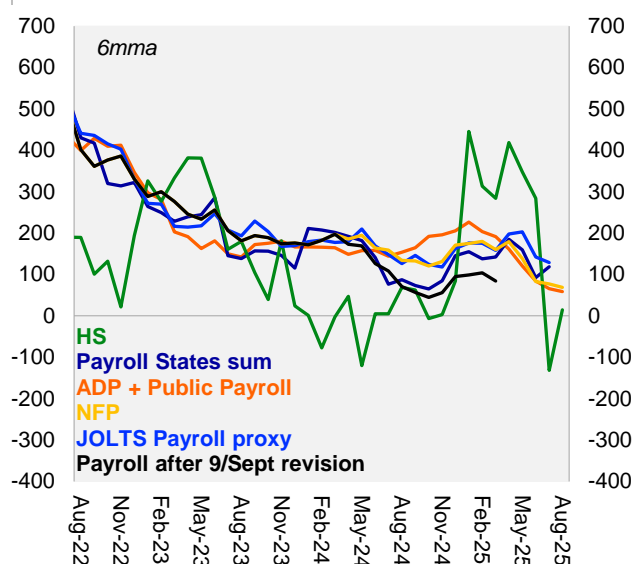 700
600
500
400
300
200
100
0
-100
-200
-300
-400
6mma
700
600
500
400
300
200
100
0
-100
-200
-300
-400
HS
Payroll States sum
ADP + Public Payroll
NFP
JOLTS Payroll proxy
Payroll after 9/Sept revision
Aug-22
Nov-22
Feb-23
May-23
Aug-23
Nov-23
Feb-24
May-24
Aug-24
Nov-24
Feb-25
May-25
Aug-25